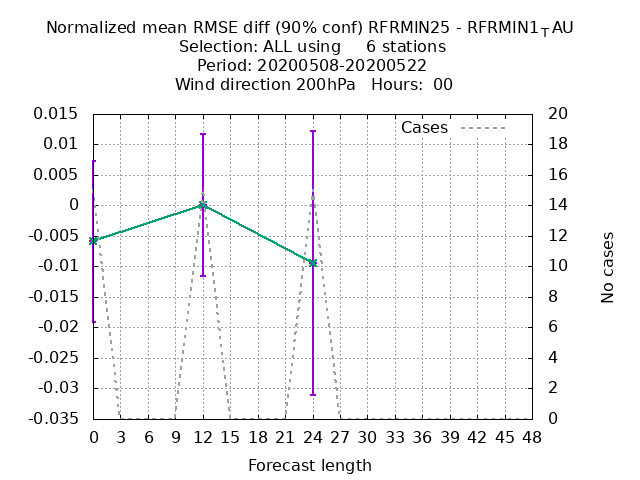 Normalized mean RMSE diff (90% conf) RFRMIN25 - RFRMIN1TAU
Selection: ALL using 6 stations
Period: 20200508-20200522
Wind direction 200hPa Hours: 00
Cases
0.015
0.01
0.005
0
-0.005
-0.01
-0.015
-0.02
-0.025
-0.03
-0.035
20
18
16
14
12
10
8
6
4
2
0
No cases
0 3 6 9 12 15 18 21 24 27 30 33 36 39 42 45 48
Forecast length